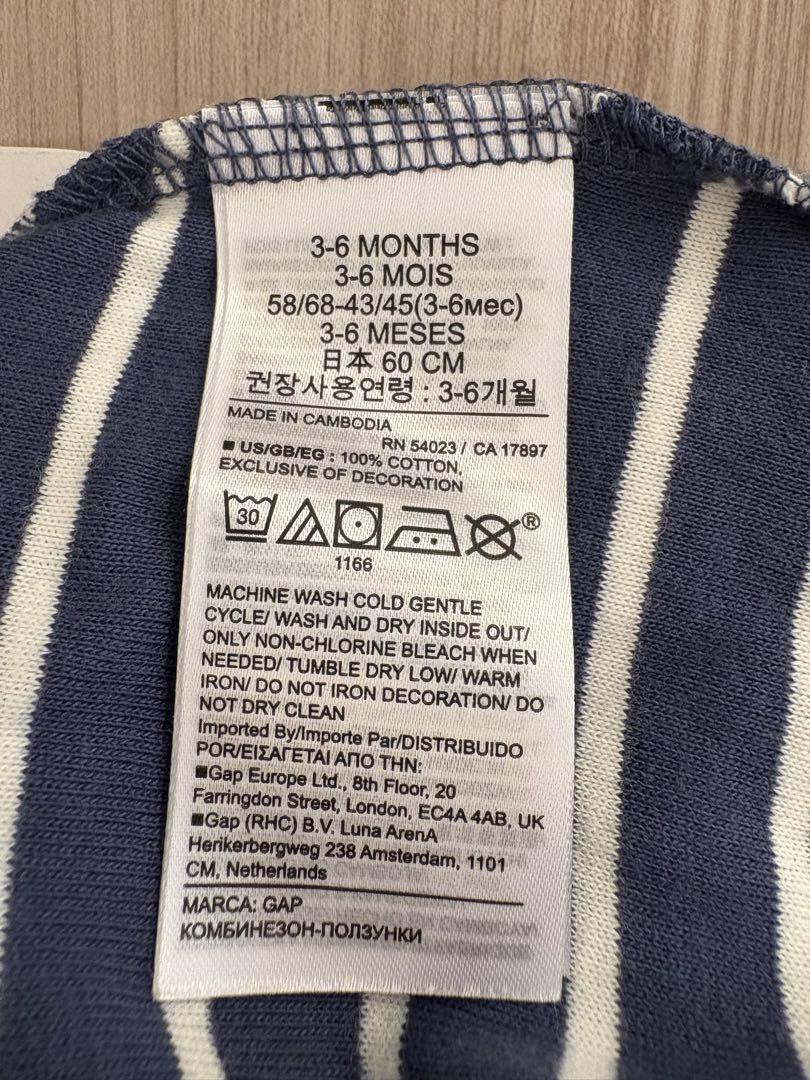 3-6 MONTHS
3-6 MOIS
58/68-43/45(3-6мес)
3-6 MESES
日本 60 CM
권장사용연령 : 3-6개월
MADE IN CAMBODIA
RN 54023 / CA 17897
■ US/GB/EG : 100% COTTON,
EXCLUSIVE OF DECORATION
30
®
1166
MACHINE WASH COLD GENTLE
CYCLE/ WASH AND DRY INSIDE OUT/
ONLY NON-CHLORINE BLEACH WHEN
NEEDED/ TUMBLE DRY LOW/ WARM
IRON/ DO NOT IRON DECORATION/ DO
NOT DRY CLEAN
Imported By/Importe Par/DISTRIBUIDO
POR/ΕΙΣΑΓΕΤΑΙ ΑΠΟ ΤΗΝ:
■Gap Europe Ltd., 8th Floor, 20
Farringdon Street, London, EC4A 4AB, UK
■Gap (RHC) B.V. Luna ArenA
Herikerbergweg 238 Amsterdam, 1101
CM, Netherlands
MARCA: GAP
КОМБИНЕЗОН-ПОЛЗУНКИ